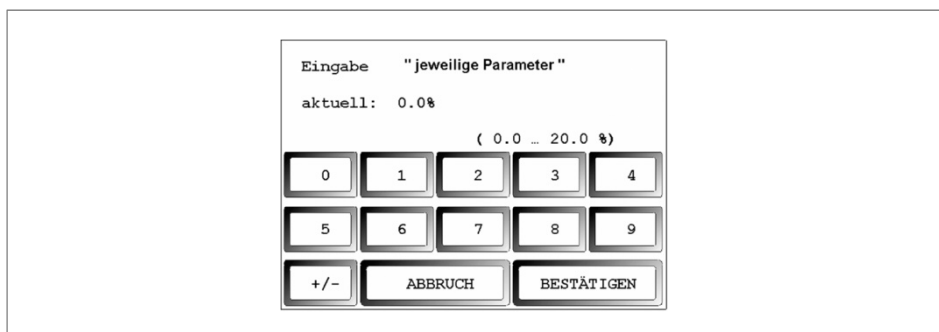 Eingabe " jeweilige Parameter "
aktuell: 0.0%
( 0.0 … 20.0 %)
0 1 2 3 4
5 6 7 8 9
+/- ABBRUCH BESTÄTIGEN